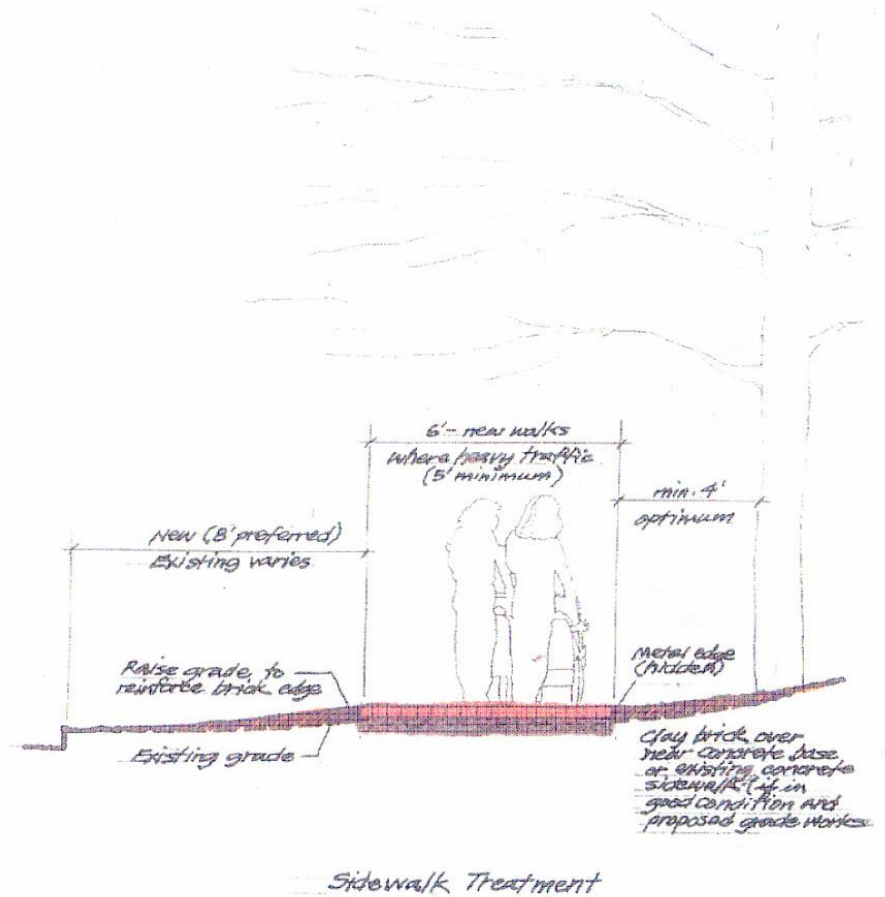 6'- new walks
where heavy traffic
(5' minimum)
min. 4'
optimum
New (8' preferred)
Existing varies
Raise grade, to
reinforce brick edge
Metal edge
(hidden)
Existing grade
Clay brick over
near concrete base
or existing concrete
sidewalk (if in
good condition and
proposed grade works
Sidewalk Treatment